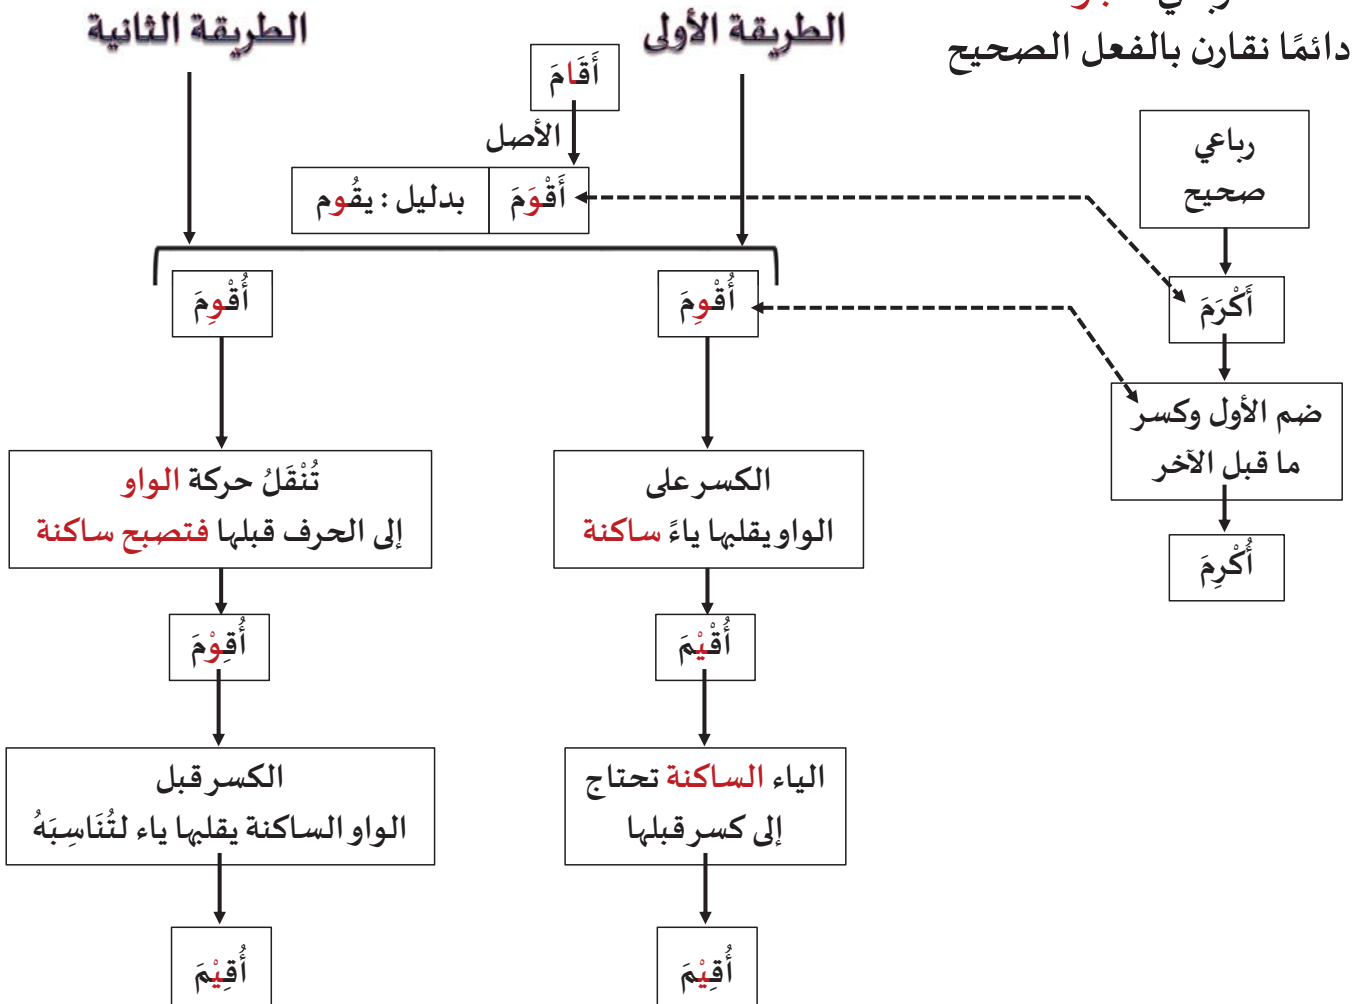 دائمًا نقارن بالفعل الصحيح
رباعي
صحيح
أَكْرَمَ
ضم الأول وكسر
ما قبل الآخر
أُكْرِمَ
الطريقة الأولى
الطريقة الثانية
أَقَامَ
الأصل
أَقْوَمَ
بدليل : يقُوم
أُقْوِمَ
الكسر على
الواو يقلبها ياءً ساكنة
أُقْيْمَ
الياء الساكنة تحتاج
إلى كسر قبلها
أُقِيْمَ
أُقْوِمَ
تُنْقَلُ حركة الواو
إلى الحرف قبلها فتصبح ساكنة
أُقِوْمَ
الكسر قبل
الواو الساكنة يقلبها ياء لتُنَاسِبَهُ
أُقِيْمَ